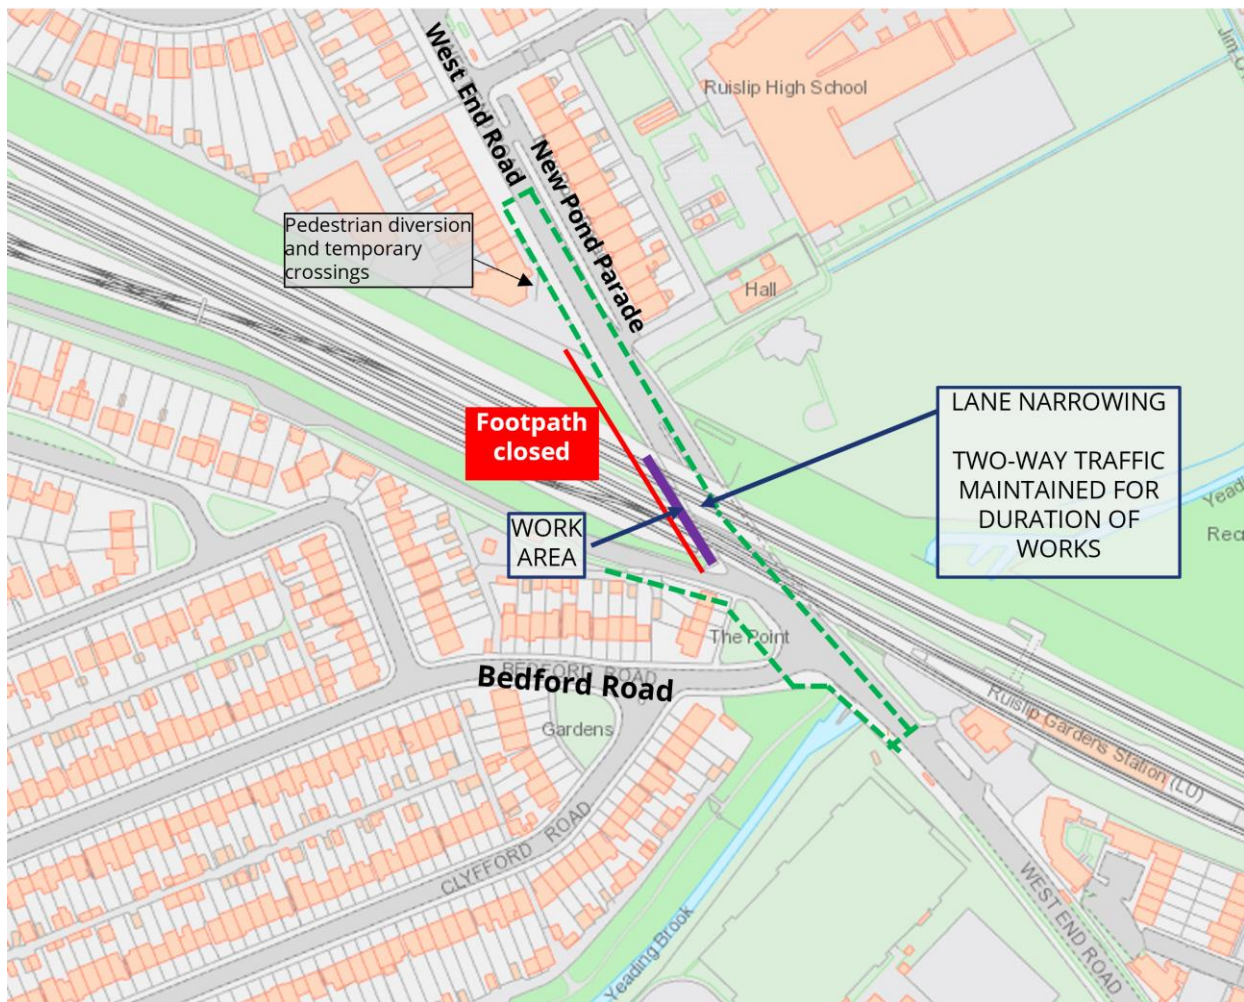 West End Road
New Pond Parade
Ruislip High School
Pedestrian diversion
and temporary
crossings
Hall
Footpath
closed
LANE NARROWING
TWO-WAY TRAFFIC
MAINTAINED FOR
DURATION OF
WORKS
WORK
AREA
The Point
BEDFORD ROAD
Bedford Road
Gardens
Ruislip Gardens Station (LU)
CLYFFORD ROAD
WEST END ROAD
Yeading Brook